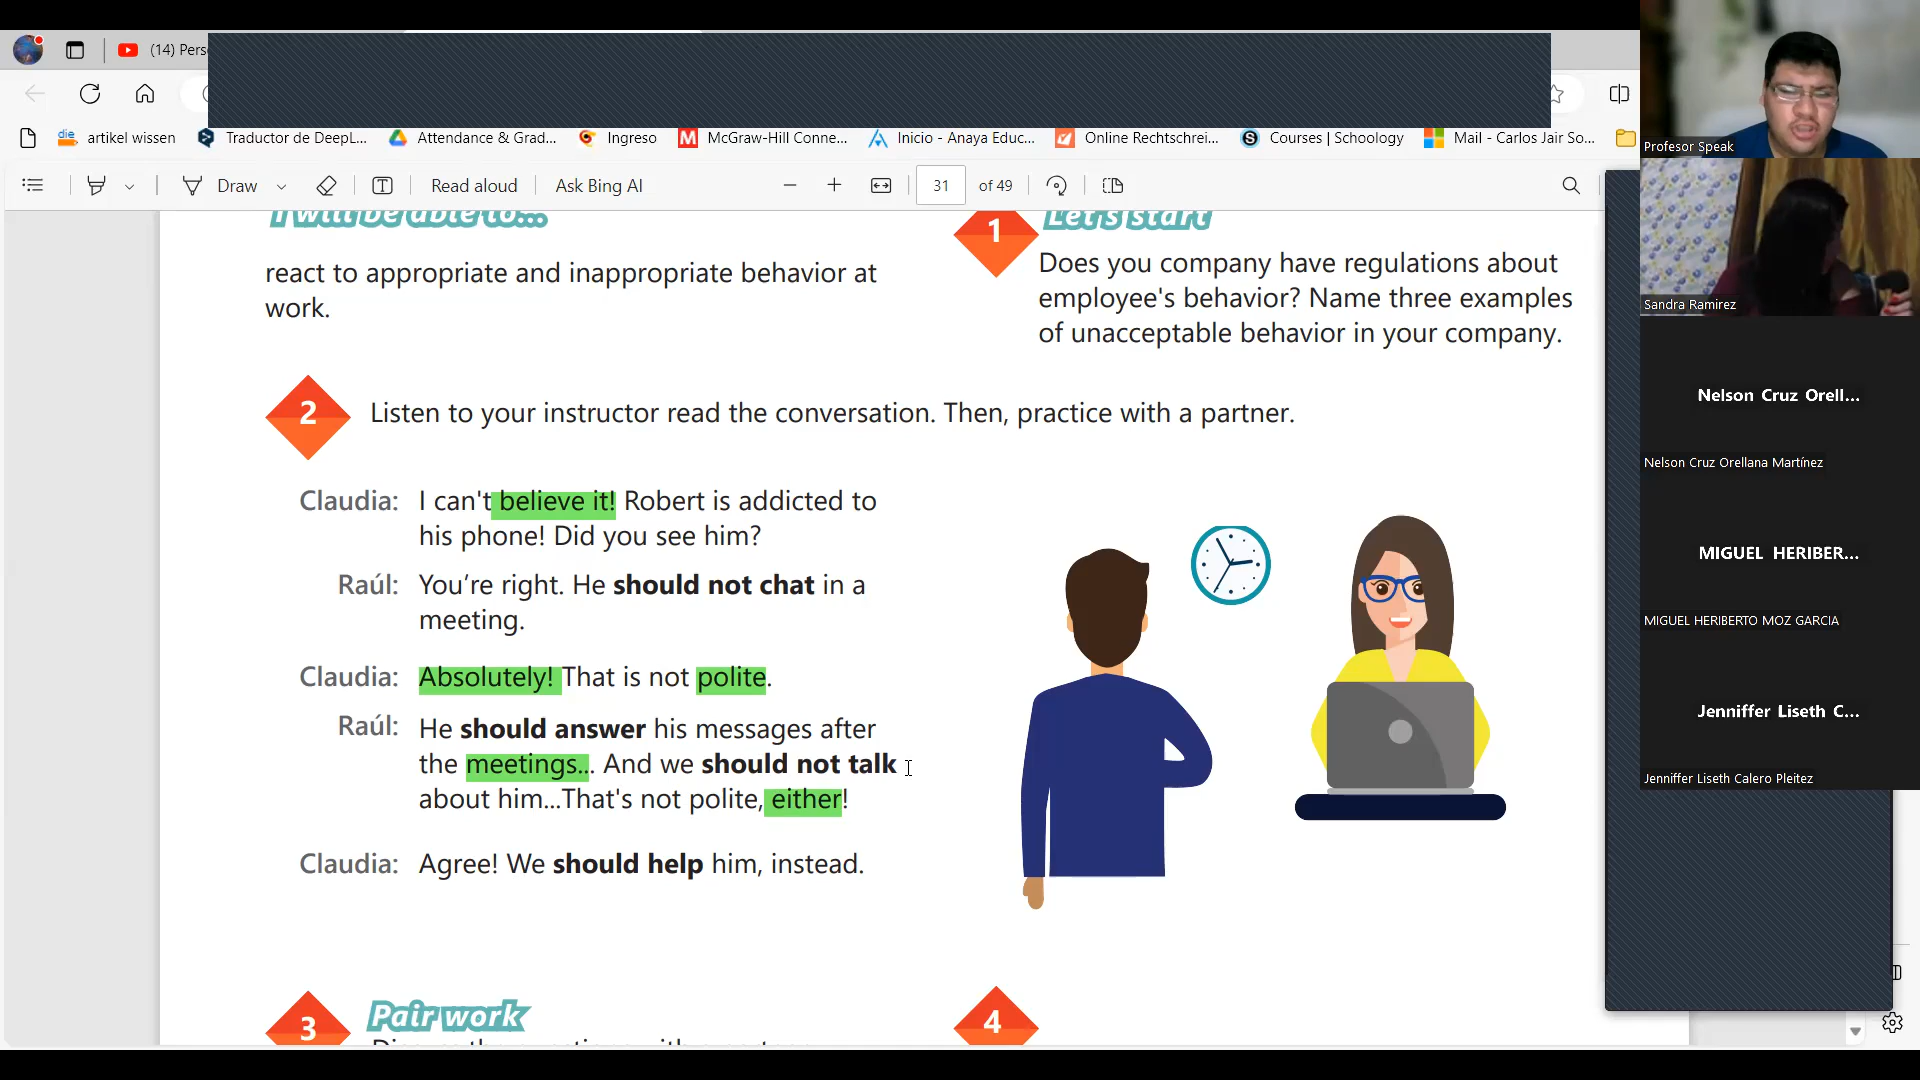 (14) Pers
artikel wissen
Traductor de DeepL...
Attendance & Grad...
Ingreso
McGraw-Hill Conne...
Inicio - Anaya Educ...
Online Rechtschrei...
Courses | Schoology
Mail - Carlos Jair So...
Draw
Read aloud
Ask Bing AI
31 of 49
I will be able to...
react to appropriate and inappropriate behavior at
work.
1 Let's start
Does you company have regulations about
employee's behavior? Name three examples
of unacceptable behavior in your company.
2 Listen to your instructor read the conversation. Then, practice with a partner.
Claudia: I can't believe it! Robert is addicted to
his phone! Did you see him?
Raúl: You’re right. He should not chat in a
meeting.
Claudia: Absolutely! That is not polite.
Raúl: He should answer his messages after
the meetings... And we should not talk
about him...That's not polite, either!
Claudia: Agree! We should help him, instead.
3 Pair work
4
Profesor Speak
Sandra Ramirez
Nelson Cruz Orell...
Nelson Cruz Orellana Martínez
MIGUEL HERIBER...
MIGUEL HERIBERTO MOZ GARCIA
Jenniffer Liseth C...
Jenniffer Liseth Calero Pleitez